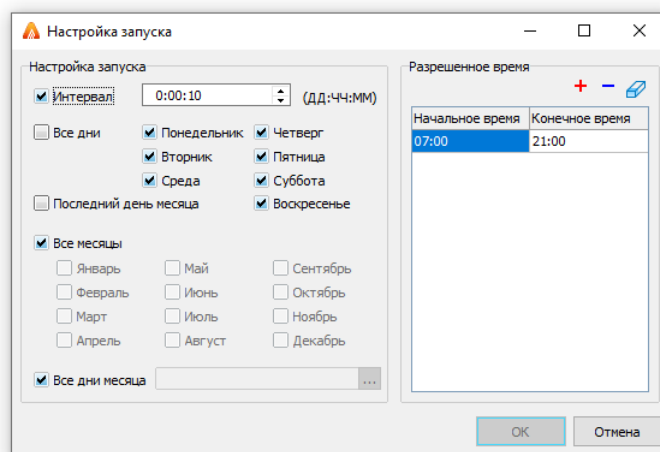 Настройка запуска
Настройка запуска
Интервал 0:00:10 (ДД:ЧЧ:ММ)
Все дни Понедельник Четверг
Вторник Пятница
Среда Суббота
Последний день месяца Воскресенье
Все месяцы
Январь Май Сентябрь
Февраль Июнь Октябрь
Март Июль Ноябрь
Апрель Август Декабрь
Все дни месяца ...
Разрешенное время
Начальное время Конечное время
07:00 21:00
OK Отмена